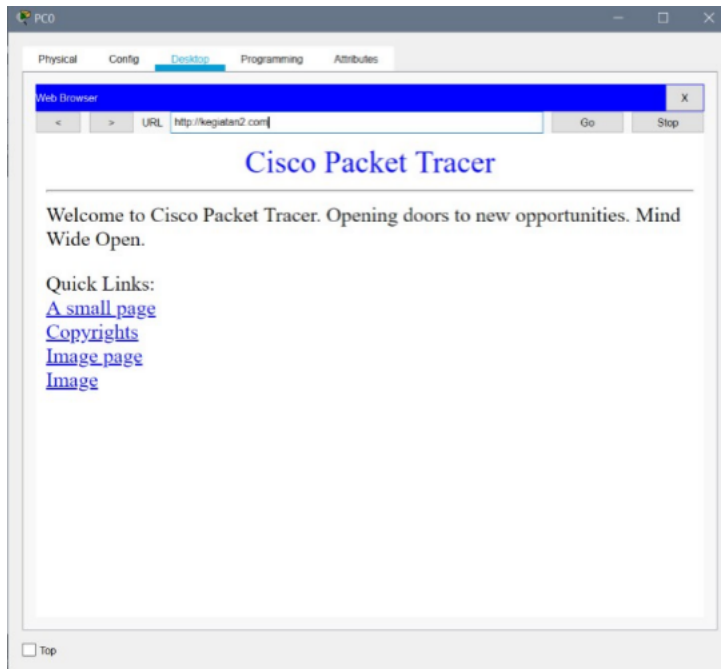 PC0
Physical Config Desktop Programming Attributes
Web Browser X
< > URL http://kegiatan2.com Go Stop
Cisco Packet Tracer
Welcome to Cisco Packet Tracer. Opening doors to new opportunities. Mind
Wide Open.
Quick Links:
A small page
Copyrights
Image page
Image
Top